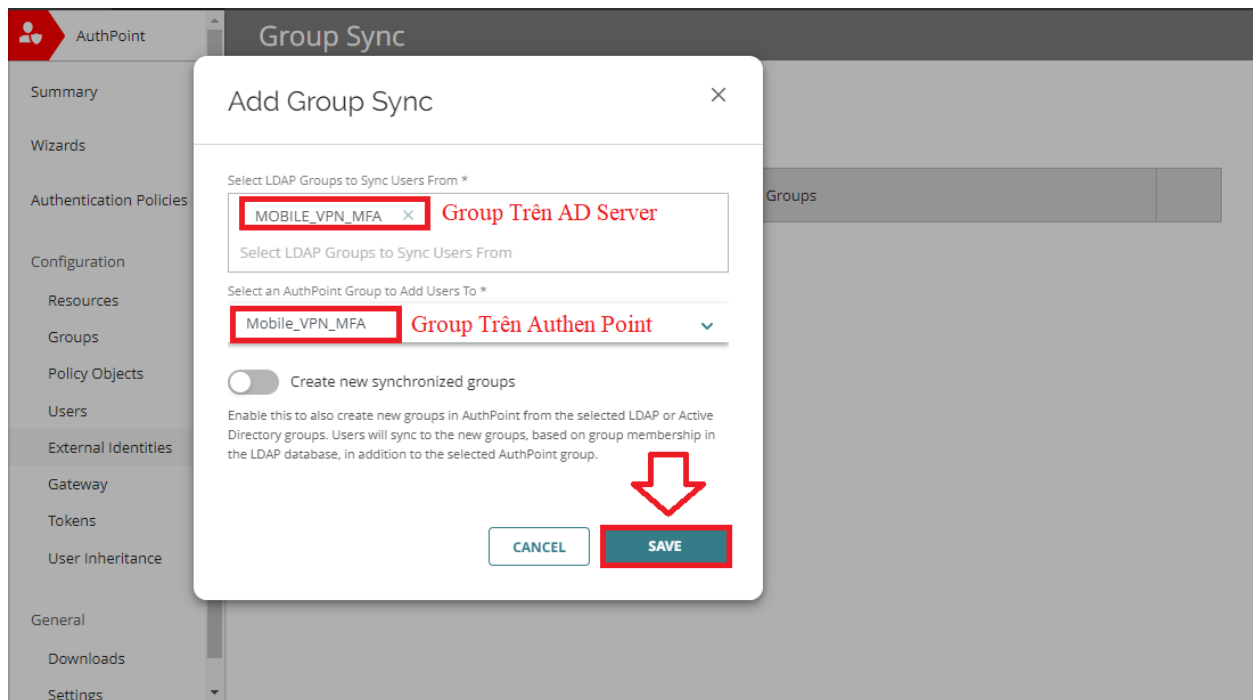 AuthPoint
Group Sync
Summary
Wizards
Authentication Policies
Configuration
Resources
Groups
Policy Objects
Users
External Identities
Gateway
Tokens
User Inheritance
General
Downloads
Settings
Groups
Add Group Sync
Select LDAP Groups to Sync Users From *
MOBILE_VPN_MFA × Group Trên AD Server
Select LDAP Groups to Sync Users From
Select an AuthPoint Group to Add Users To *
Mobile_VPN_MFA Group Trên Authen Point
Create new synchronized groups
Enable this to also create new groups in AuthPoint from the selected LDAP or Active
Directory groups. Users will sync to the new groups, based on group membership in
the LDAP database, in addition to the selected AuthPoint group.
CANCEL SAVE